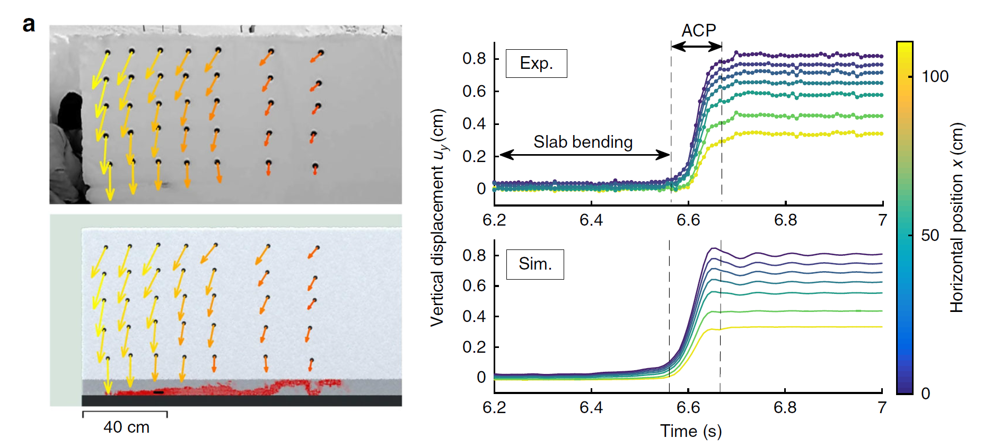 a
40 cm
Vertical displacement uy (cm)
ACP
Exp.
Slab bending
0.8
0.6
0.4
0.2
0
6.2 6.4 6.6 6.8 7
Sim.
0.8
0.6
0.4
0.2
0
6.2 6.4 6.6 6.8 7
Time (s)
100
50
0
Horizontal position x (cm)